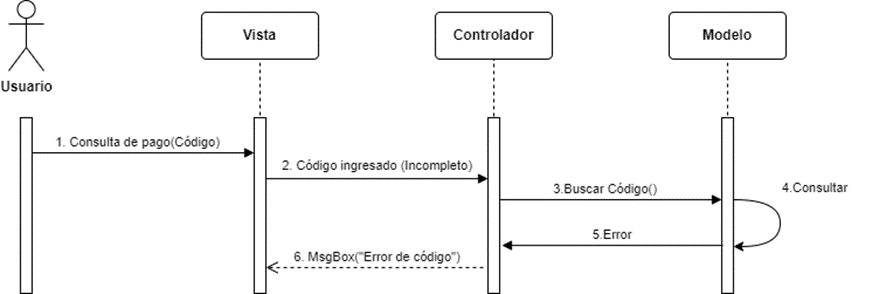 Usuario
Vista
Controlador
Modelo
1. Consulta de pago(Código)
2. Código ingresado (Incompleto)
3.Buscar Código()
4.Consultar
5.Error
6. MsgBox("Error de código")